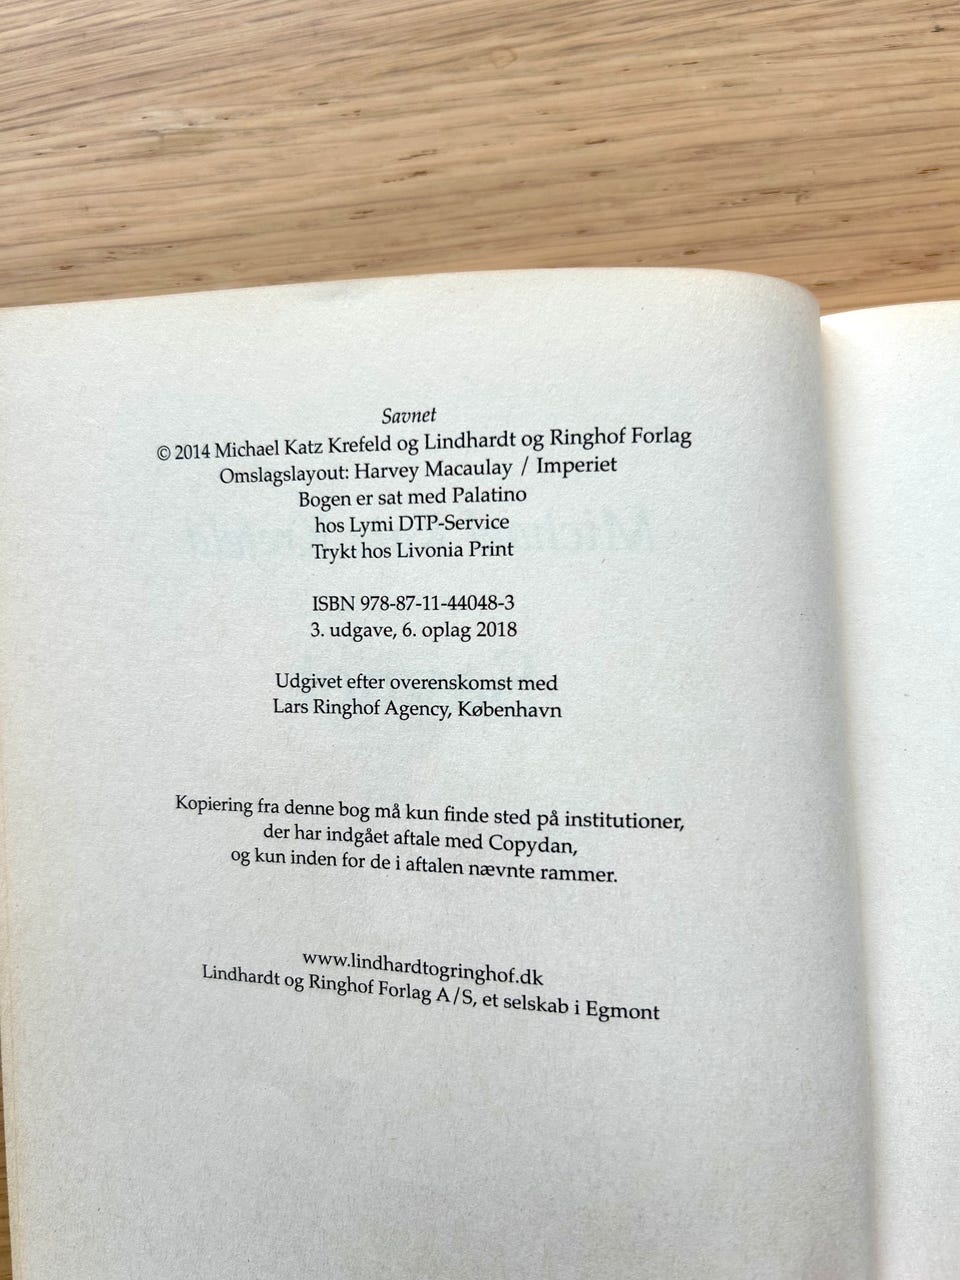 Savnet
© 2014 Michael Katz Krefeld og Lindhardt og Ringhof Forlag
Omslagslayout: Harvey Macaulay / Imperiet
Bogen er sat med Palatino
hos Lymi DTP-Service
Trykt hos Livonia Print
ISBN 978-87-11-44048-3
3. udgave, 6. oplag 2018
Udgivet efter overenskomst med
Lars Ringhof Agency, København
Kopiering fra denne bog må kun finde sted på institutioner,
der har indgået aftale med Copydan,
og kun inden for de i aftalen nævnte rammer.
www.lindhardtogringhof.dk
Lindhardt og Ringhof Forlag A/S, et selskab i Egmont